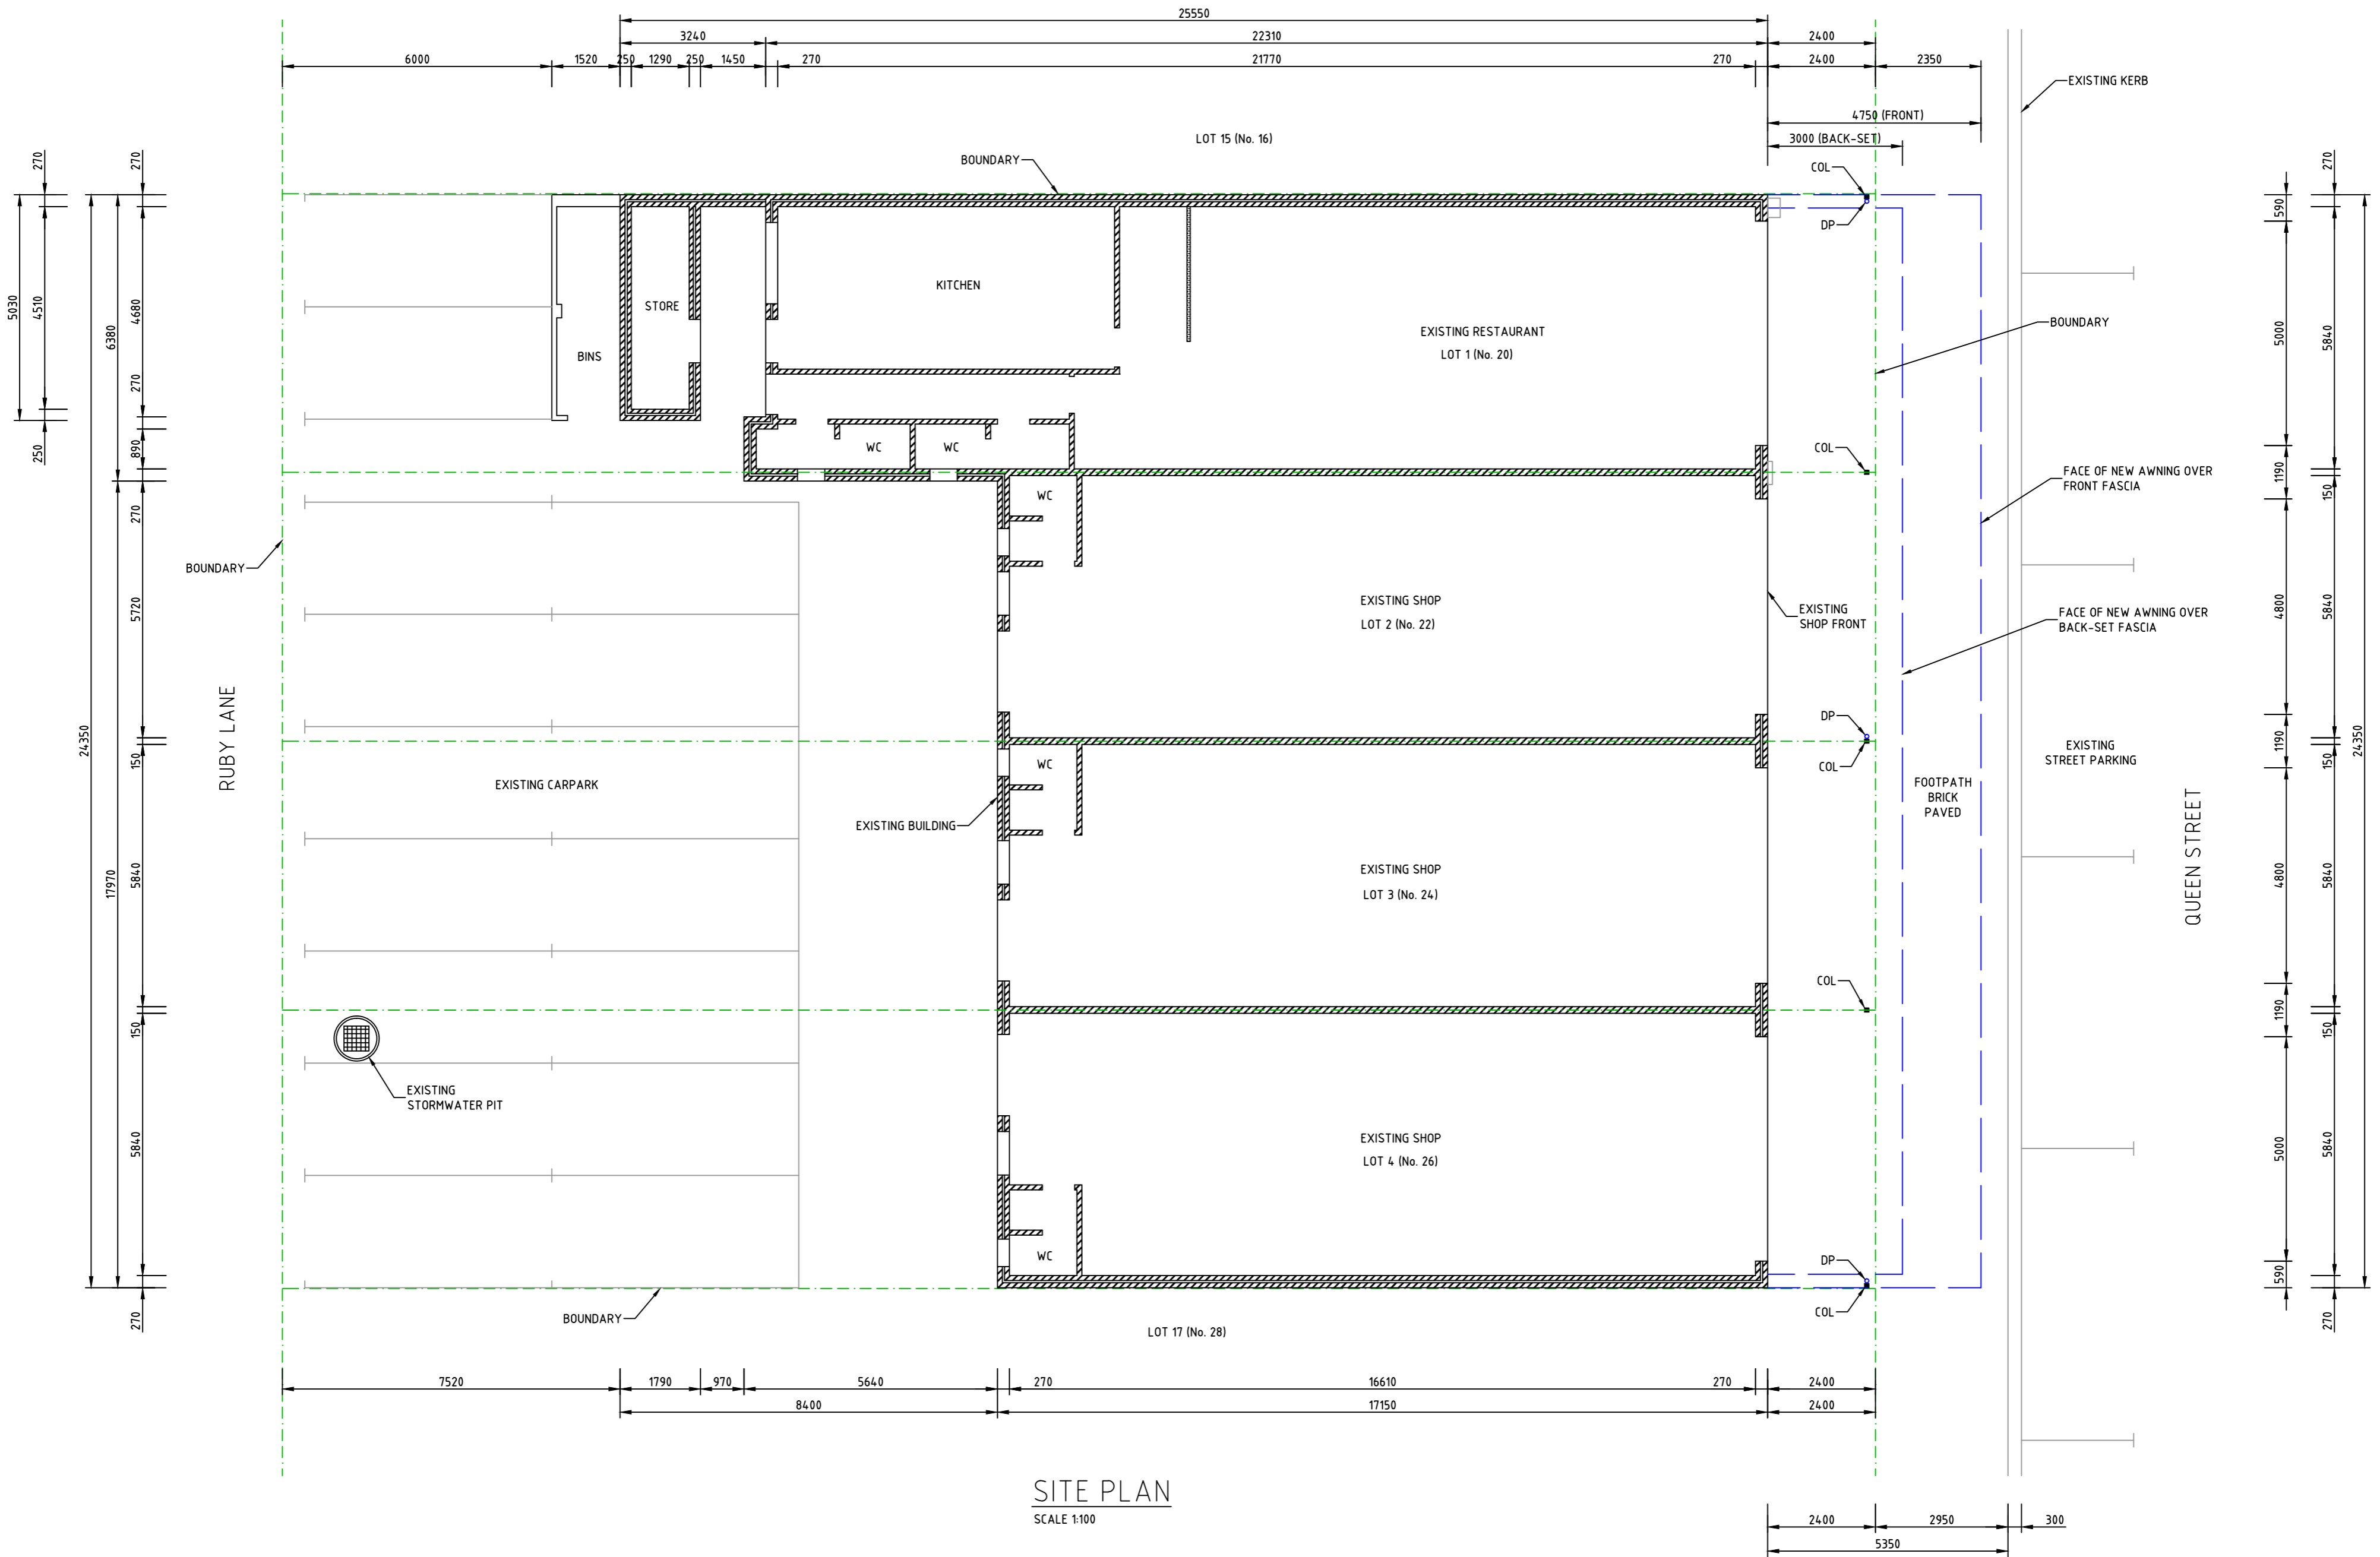 25550
3240
22310
2400
6000
1520
250
1290
250
1450
270
21770
270
2400
2350
EXISTING KERB
4750 (FRONT)
3000 (BACK-SET)
LOT 15 (No. 16)
BOUNDARY
COL
DP
270
270
270
590
5030
4510
6380
4680
KITCHEN
STORE
BINS
EXISTING RESTAURANT
LOT 1 (No. 20)
BOUNDARY
5000
5840
270
250
890
WC
WC
COL
1190
150
FACE OF NEW AWNING OVER
FRONT FASCIA
WC
270
BOUNDARY
5720
EXISTING SHOP
LOT 2 (No. 22)
EXISTING
SHOP FRONT
FACE OF NEW AWNING OVER
BACK-SET FASCIA
4800
5840
24350
RUBY LANE
150
DP
COL
WC
EXISTING
STREET PARKING
1190
150
24350
EXISTING CARPARK
FOOTPATH
BRICK
PAVED
QUEEN STREET
EXISTING BUILDING
17970
5840
EXISTING SHOP
LOT 3 (No. 24)
4800
5840
COL
150
1190
150
EXISTING
STORMWATER PIT
5840
EXISTING SHOP
LOT 4 (No. 26)
5000
5840
WC
DP
COL
590
270
270
BOUNDARY
LOT 17 (No. 28)
7520
1790
970
5640
270
16610
270
2400
8400
17150
2400
SITE PLAN
SCALE 1:100
2400
2950
300
5350